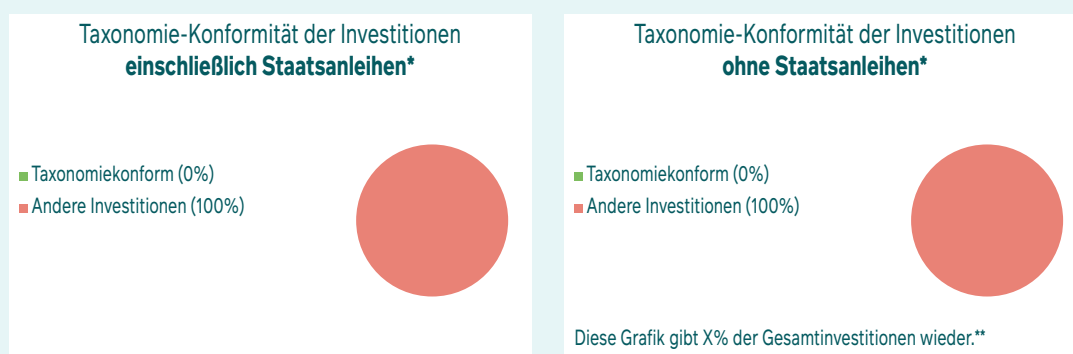 Taxonomie-Konformität der Investitionen
einschließlich Staatsanleihen*
Taxonomiekonform (0%)
Andere Investitionen (100%)
Taxonomie-Konformität der Investitionen
ohne Staatsanleihen*
Taxonomiekonform (0%)
Andere Investitionen (100%)
Diese Grafik gibt X% der Gesamtinvestitionen wieder.**